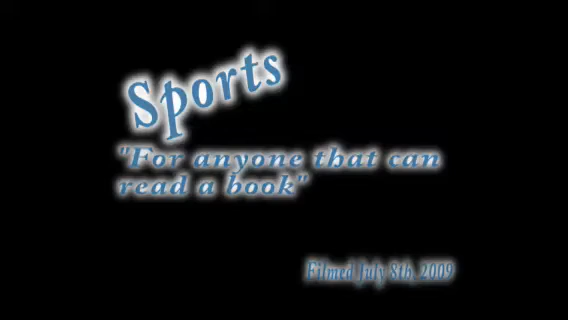 Sports
"For anyone that can
read a book"
Filmed July 8th, 2009